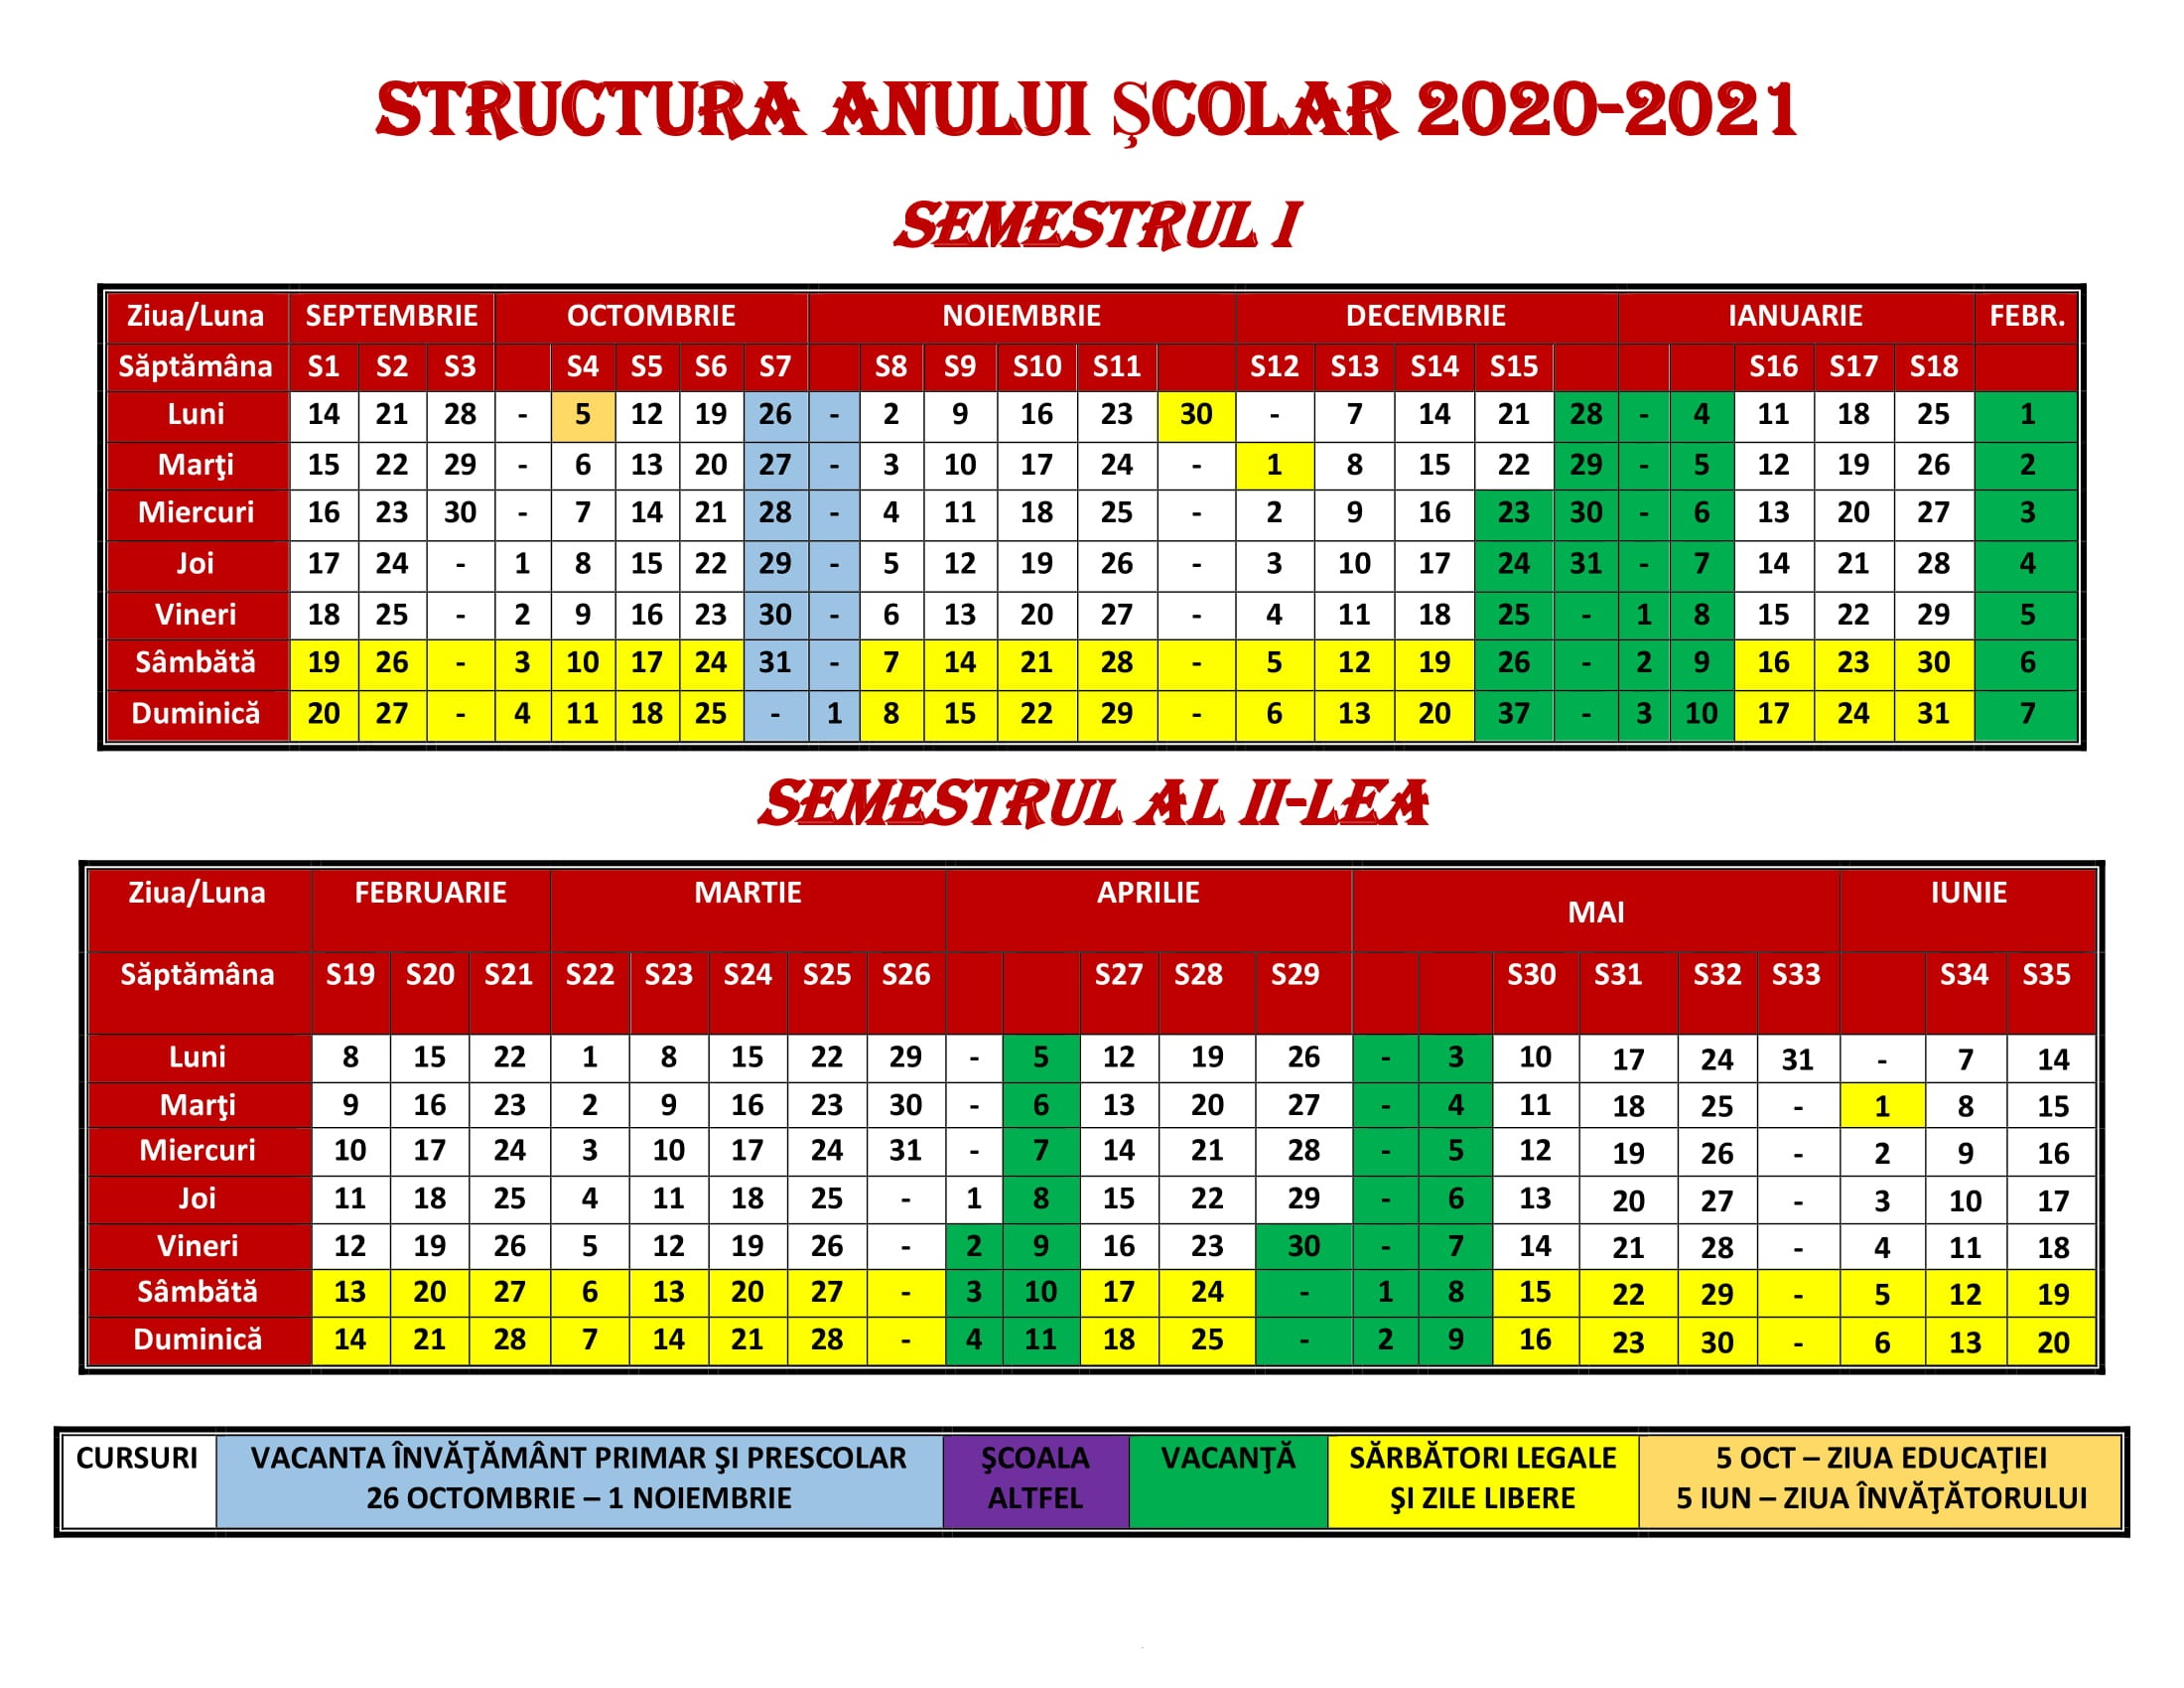 STRUCTURA ANULUI ŞCOLAR 2020-2021
SEMESTRUL I
Ziua/Luna SEPTEMBRIE OCTOMBRIE NOIEMBRIE DECEMBRIE IANUARIE FEBR.
Săptămâna S1 S2 S3 S4 S5 S6 S7 S8 S9 S10 S11 S12 S13 S14 S15 S16 S17 S18
Luni 14 21 28 - 5 12 19 26 - 2 9 16 23 30 - 7 14 21 28 - 4 11 18 25 1
Marţi 15 22 29 - 6 13 20 27 - 3 10 17 24 - 1 8 15 22 29 - 5 12 19 26 2
Miercuri 16 23 30 - 7 14 21 28 - 4 11 18 25 - 2 9 16 23 30 - 6 13 20 27 3
Joi 17 24 - 1 8 15 22 29 - 5 12 19 26 - 3 10 17 24 31 - 7 14 21 28 4
Vineri 18 25 - 2 9 16 23 30 - 6 13 20 27 - 4 11 18 25 - 1 8 15 22 29 5
Sâmbătă 19 26 - 3 10 17 24 31 - 7 14 21 28 - 5 12 19 26 - 2 9 16 23 30 6
Duminică 20 27 - 4 11 18 25 - 1 8 15 22 29 - 6 13 20 37 - 3 10 17 24 31 7
SEMESTRUL AL II-LEA
Ziua/Luna FEBRUARIE MARTIE APRILIE MAI IUNIE
Săptămâna S19 S20 S21 S22 S23 S24 S25 S26 S27 S28 S29 S30 S31 S32 S33 S34 S35
Luni 8 15 22 1 8 15 22 29 - 5 12 19 26 - 3 10 17 24 31 - 7 14
Marţi 9 16 23 2 9 16 23 30 - 6 13 20 27 - 4 11 18 25 - 1 8 15
Miercuri 10 17 24 3 10 17 24 31 - 7 14 21 28 - 5 12 19 26 - 2 9 16
Joi 11 18 25 4 11 18 25 - 1 8 15 22 29 - 6 13 20 27 - 3 10 17
Vineri 12 19 26 5 12 19 26 - 2 9 16 23 30 - 7 14 21 28 - 4 11 18
Sâmbătă 13 20 27 6 13 20 27 - 3 10 17 24 - 1 8 15 22 29 - 5 12 19
Duminică 14 21 28 7 14 21 28 - 4 11 18 25 - 2 9 16 23 30 - 6 13 20
CURSURI VACANTA ÎNVĂŢĂMÂNT PRIMAR ŞI PRESCOLAR ŞCOALA VACANŢĂ SĂRBĂTORI LEGALE 5 OCT – ZIUA EDUCAŢIEI
26 OCTOMBRIE – 1 NOIEMBRIE ALTFEL ŞI ZILE LIBERE 5 IUN – ZIUA ÎNVĂŢĂTORULUI